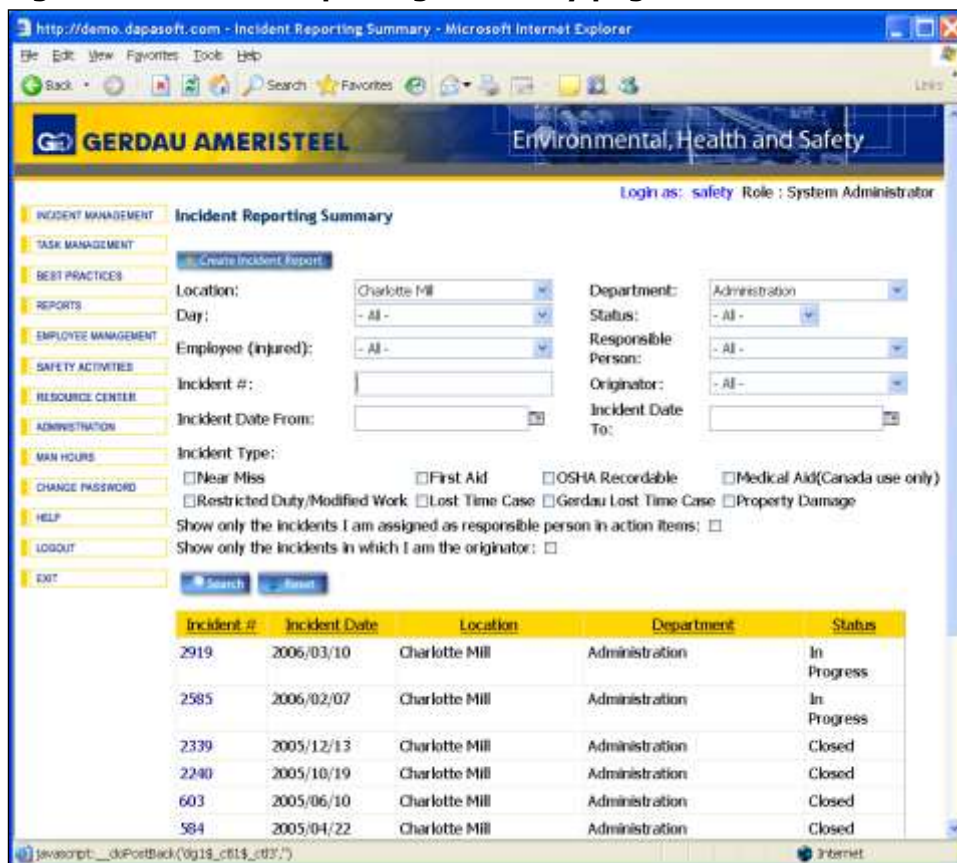 http://demo.dapasoft.com - Incident Reporting Summary - Microsoft Internet Explorer
File Edit View Favorites Tools Help
Back Search Favorites Links
GERDAU AMERISTEEL Environmental, Health and Safety
Login as: safety Role : System Administrator
INCIDENT MANAGEMENT
TASK MANAGEMENT
BEST PRACTICES
REPORTS
EMPLOYEE MANAGEMENT
SAFETY ACTIVITIES
RESOURCE CENTER
ADMINISTRATION
MAN HOURS
CHANGE PASSWORD
HELP
LOGOUT
EXIT
Incident Reporting Summary
Create Incident Report
Location: Charlotte Mill Department: Administration
Day: - All - Status: - All -
Employee (injured): - All - Responsible Person: - All -
Incident #: Originator: - All -
Incident Date From: Incident Date To:
Incident Type:
Near Miss First Aid OSHA Recordable Medical Aid(Canada use only)
Restricted Duty/Modified Work Lost Time Case Gerdau Lost Time Case Property Damage
Show only the incidents I am assigned as responsible person in action items:
Show only the incidents in which I am the originator:
Search Reset
Incident # Incident Date Location Department Status
2919 2006/03/10 Charlotte Mill Administration In Progress
2585 2006/02/07 Charlotte Mill Administration In Progress
2339 2005/12/13 Charlotte Mill Administration Closed
2240 2005/10/19 Charlotte Mill Administration Closed
603 2005/06/10 Charlotte Mill Administration Closed
584 2005/04/22 Charlotte Mill Administration Closed
Internet